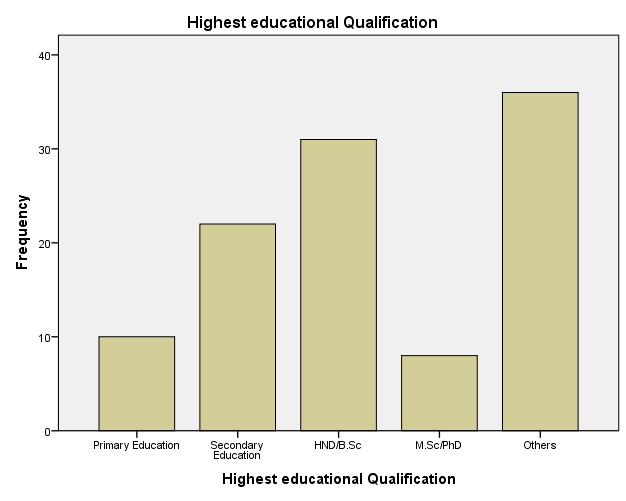 Highest educational Qualification
Frequency
40
30
20
10
0
Primary Education
Secondary
Education
HND/B.Sc
M.Sc/PhD
Others
Highest educational Qualification